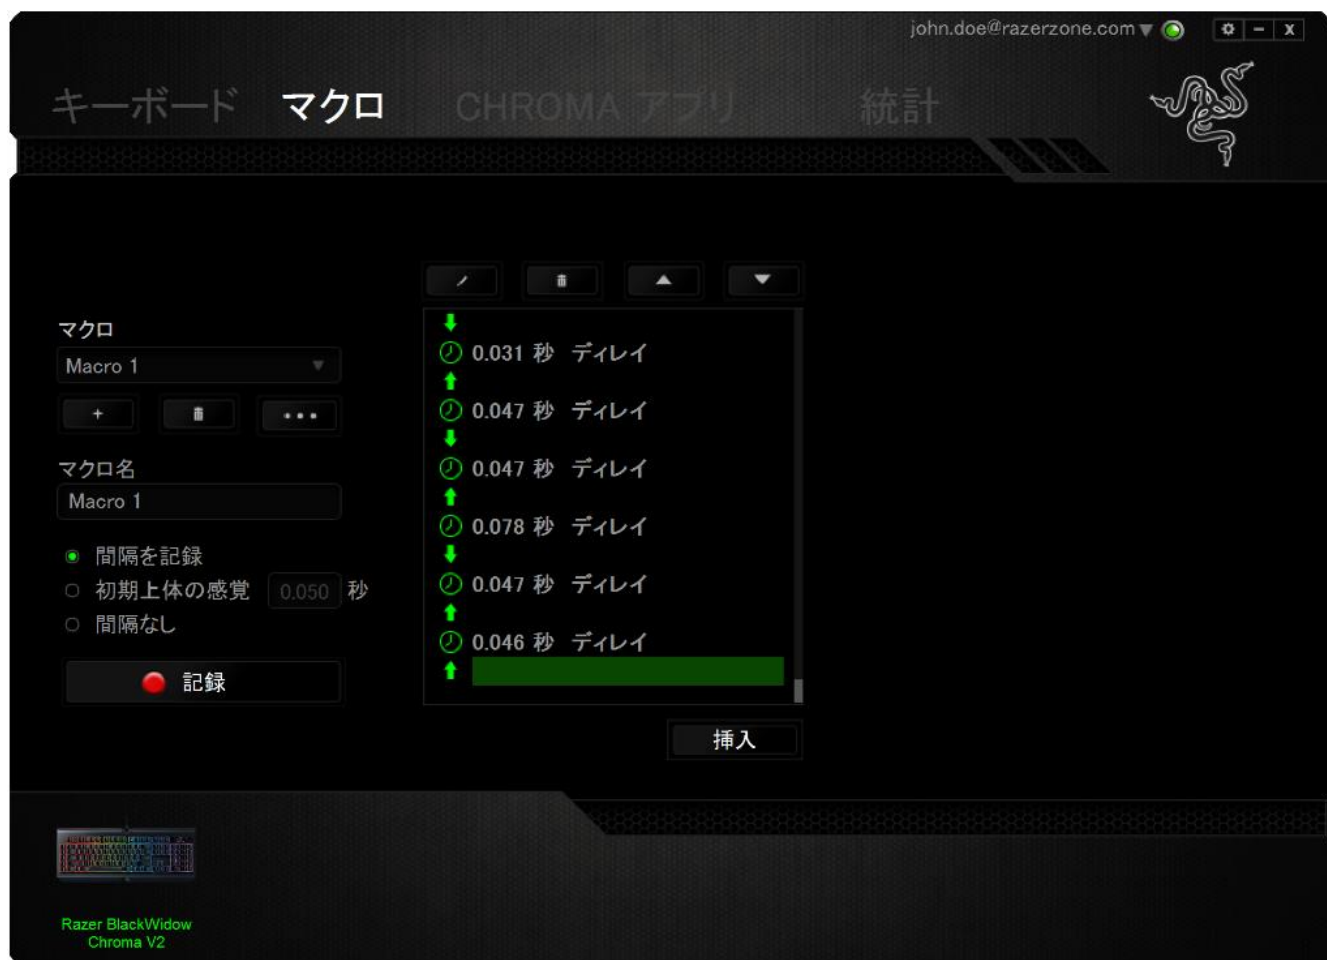 john.doe@razerzone.com
キーボード マクロ CHROMA アプリ 統計
マクロ
Macro 1
マクロ名
Macro 1
間隔を記録
初期上体の感覚 0.050 秒
間隔なし
記録
0.031 秒 ディレイ
0.047 秒 ディレイ
0.047 秒 ディレイ
0.078 秒 ディレイ
0.047 秒 ディレイ
0.046 秒 ディレイ
挿入
Razer BlackWidow
Chroma V2